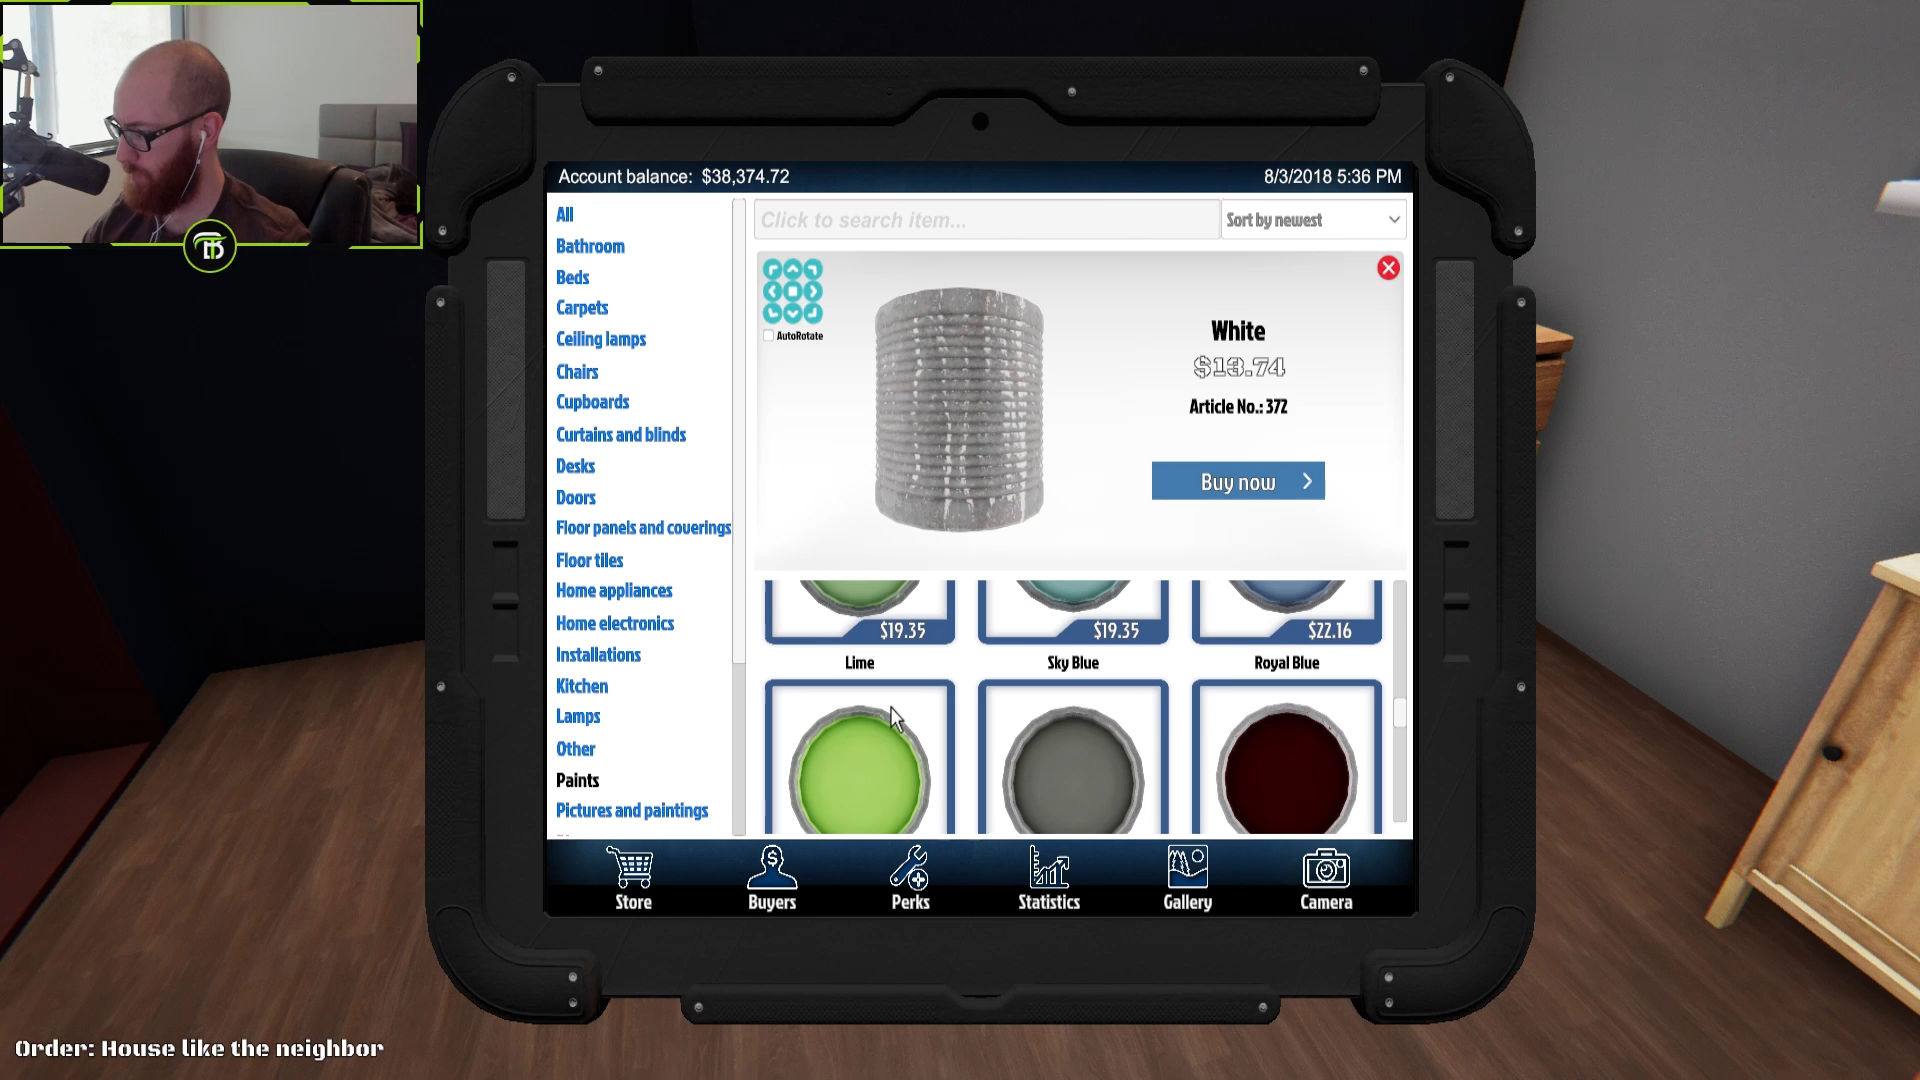 Account balance: $38,374.72
8/3/2018 5:36 PM
All
Bathroom
Beds
Carpets
Ceiling lamps
Chairs
Cupboards
Curtains and blinds
Desks
Doors
Floor panels and coverings
Floor tiles
Home appliances
Home electronics
Installations
Kitchen
Lamps
Other
Paints
Pictures and paintings
Click to search item...
Sort by newest
AutoRotate
White
$13.74
Article No.: 372
Buy now
$19.35
$19.35
$22.16
Lime
Sky Blue
Royal Blue
Store
Buyers
Perks
Statistics
Gallery
Camera
Order: House like the neighbor